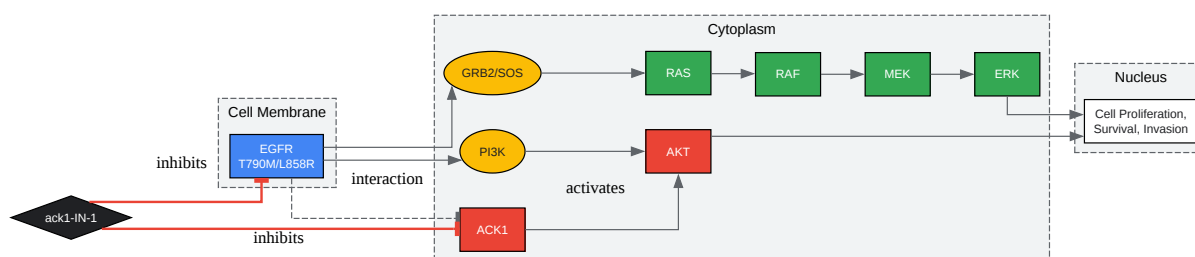 Cytoplasm
GRB2/SOS
RAS
RAF
MEK
ERK
Nucleus
Cell Proliferation,
Survival, Invasion
Cell Membrane
EGFR
T790M/L858R
inhibits
interaction
PI3K
AKT
activates
ack1-IN-1
inhibits
ACK1